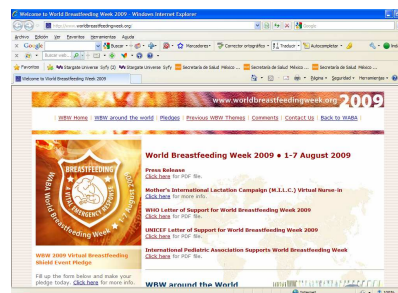 Welcome to World Breastfeeding Week 2009 - Windows Internet Explorer
http://worldbreastfeedingweek.org/
Google
Archivo Edición Ver Favoritos Herramientas Ayuda
Google Buscar Marcadores Corrector ortográfico Traducir Autocompletar
Buscar web...
Favoritos Stargate Universe Syfy Stargate Universe Syfy Secretaría de Salud México ... Secretaría de Salud México ... Secretaría de Salud México ...
Welcome to World Breastfeeding Week 2009
Página Seguridad Herramientas
www.worldbreastfeedingweek.org 2009
| WBW Home | WBW around the world | Pledges | Previous WBW Themes | Comments | Contact Us | Back to WABA |
BREASTFEEDING
A VITAL EMERGENCY RESPONSE
WABA • World Breastfeeding Week
World Breastfeeding Week 2009 • 1-7 August 2009
Press Release
Click here for PDF file.
Mother's International Lactation Campaign (M.I.L.C.) Virtual Nurse-in
Click here for more info.
WHO Letter of Support for World Breastfeeding Week 2009
Click here for PDF file.
UNICEF Letter of Support for World Breastfeeding Week 2009
Click here for PDF file.
International Pediatric Association Supports World Breastfeeding Week
Click here for PDF file.
WBW 2009 Virtual Breastfeeding
Shield Event Pledge
Fill up the form below and make your
pledge today. Click here for more info.
WBW around the World
Internet
100%